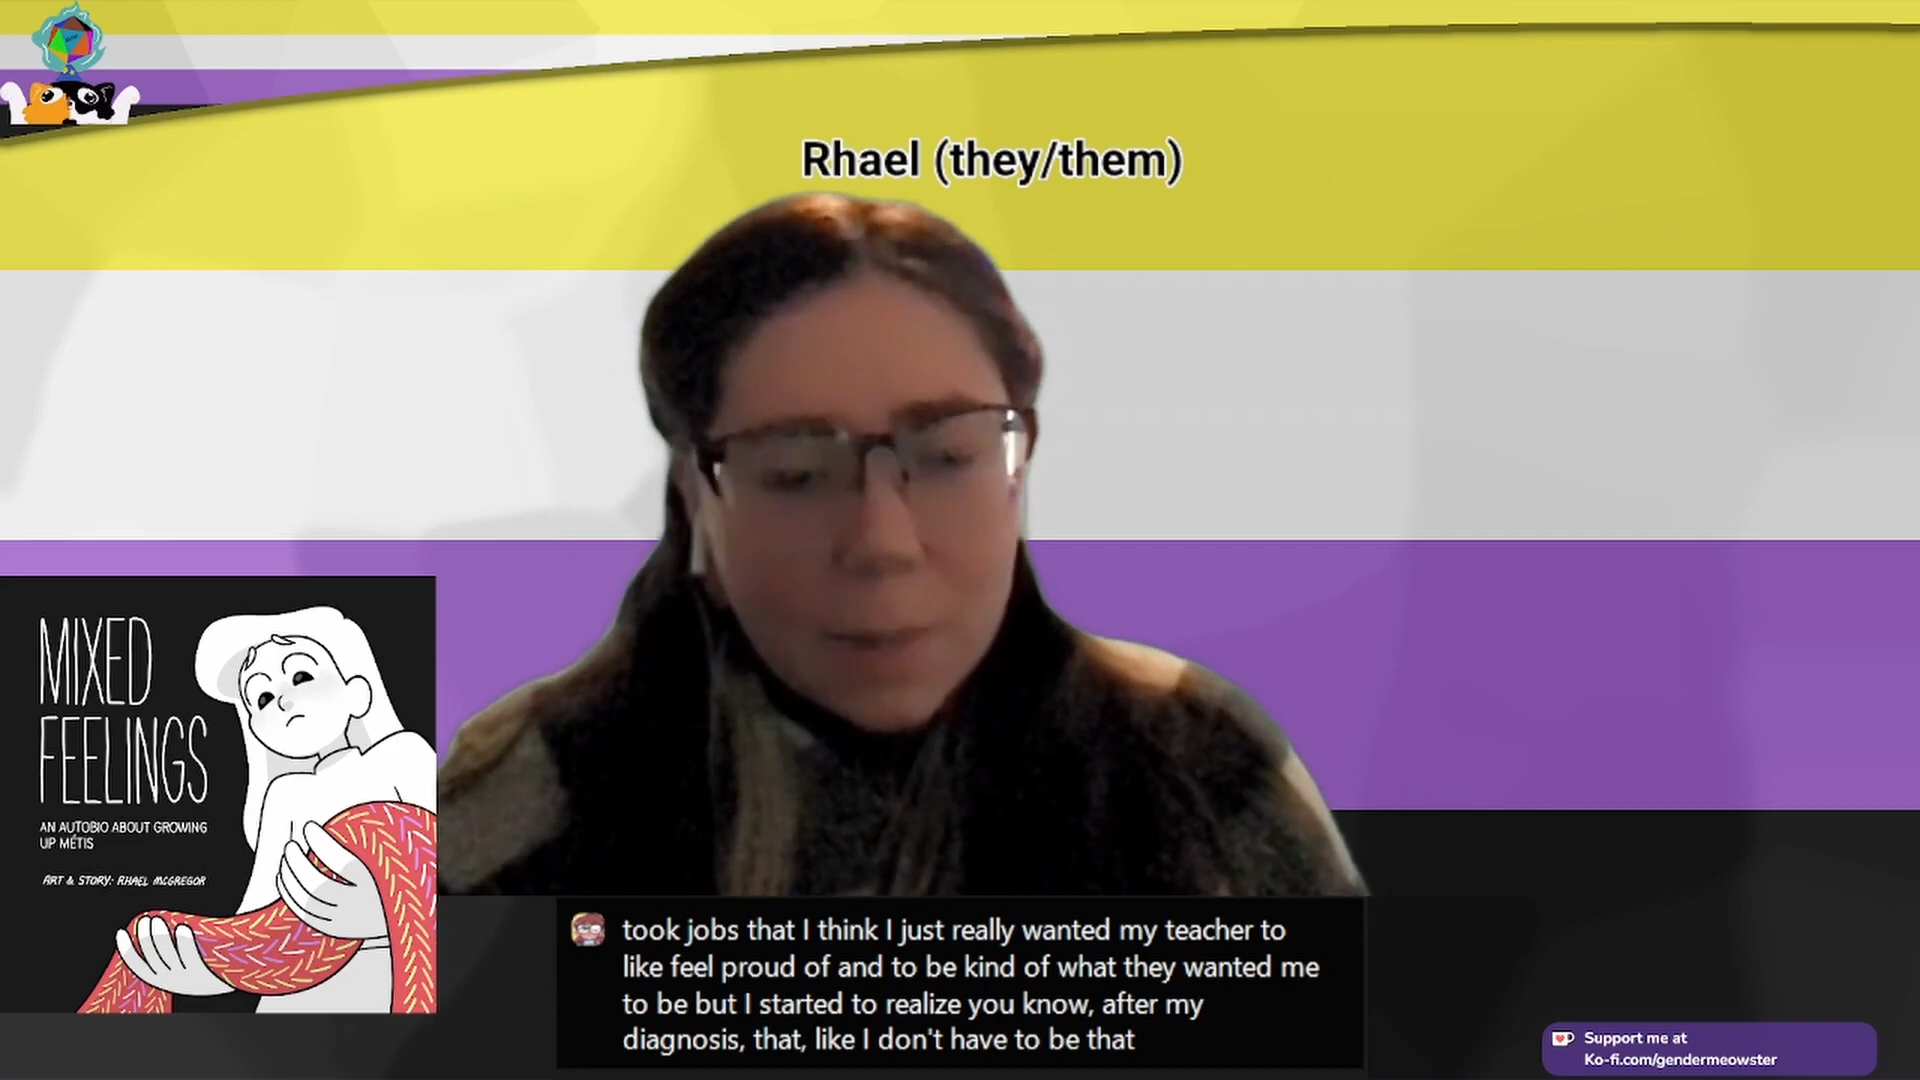 Rhael (they/them)
MIXED
FEELINGS
AN AUTOBIO ABOUT GROWING
UP MÉTIS
ART & STORY: RHAEL MCGREGOR
took jobs that I think I just really wanted my teacher to
like feel proud of and to be kind of what they wanted me
to be but I started to realize you know, after my
diagnosis, that, like I don't have to be that
Support me at
Ko-fi.com/gendermeowster